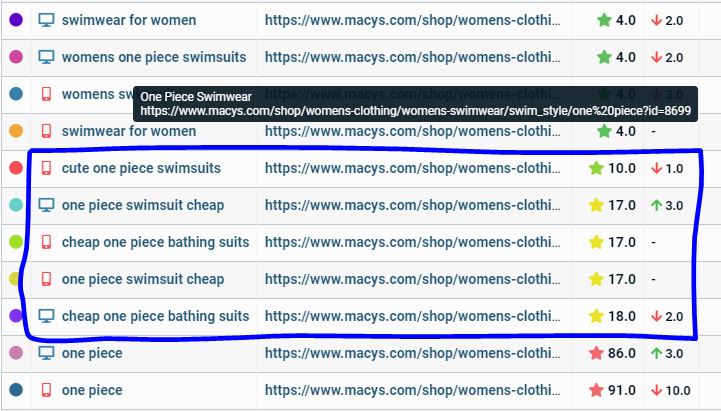 swimwear for women https://www.macys.com/shop/womens-clothi... 4.0 2.0
womens one piece swimsuits https://www.macys.com/shop/womens-clothi... 4.0 2.0
womens sw
One Piece Swimwear
https://www.macys.com/shop/womens-clothing/womens-swimwear/swim_style/one%20piece?id=8699
swimwear for women https://www.macys.com/shop/womens-clothi... 4.0 -
cute one piece swimsuits https://www.macys.com/shop/womens-clothi... 10.0 1.0
one piece swimsuit cheap https://www.macys.com/shop/womens-clothi... 17.0 3.0
cheap one piece bathing suits https://www.macys.com/shop/womens-clothi... 17.0 -
one piece swimsuit cheap https://www.macys.com/shop/womens-clothi... 17.0 -
cheap one piece bathing suits https://www.macys.com/shop/womens-clothi... 18.0 2.0
one piece https://www.macys.com/shop/womens-clothi... 86.0 3.0
one piece https://www.macys.com/shop/womens-clothi... 91.0 10.0